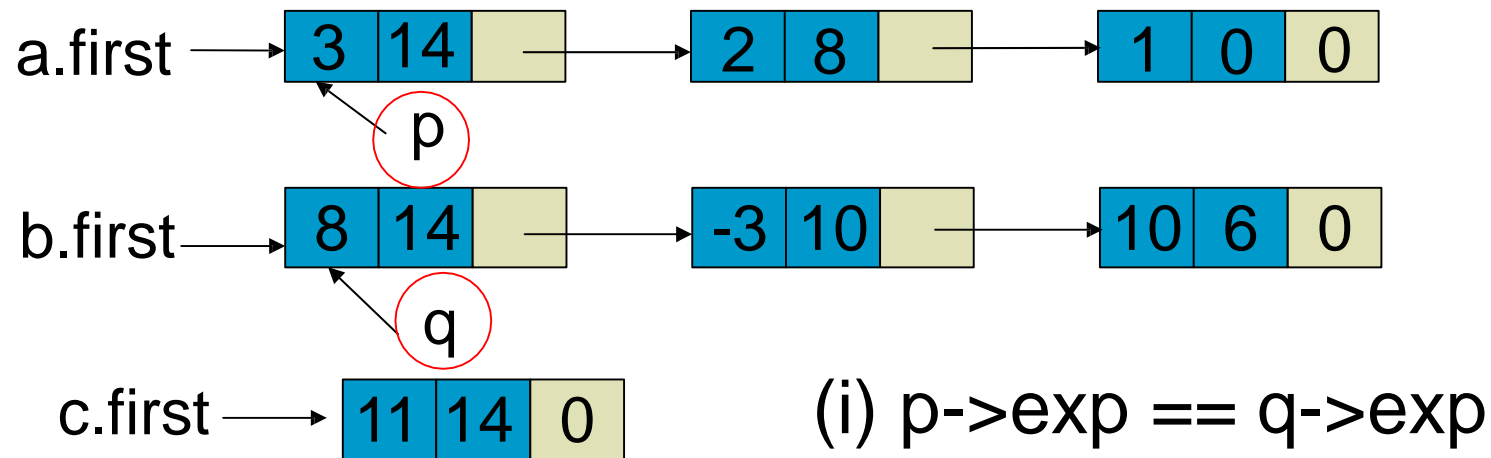 a.first 3 14 2 8 1 0 0
p
b.first 8 14 -3 10 10 6 0
q
c.first 11 14 0 (i) p->exp == q->exp